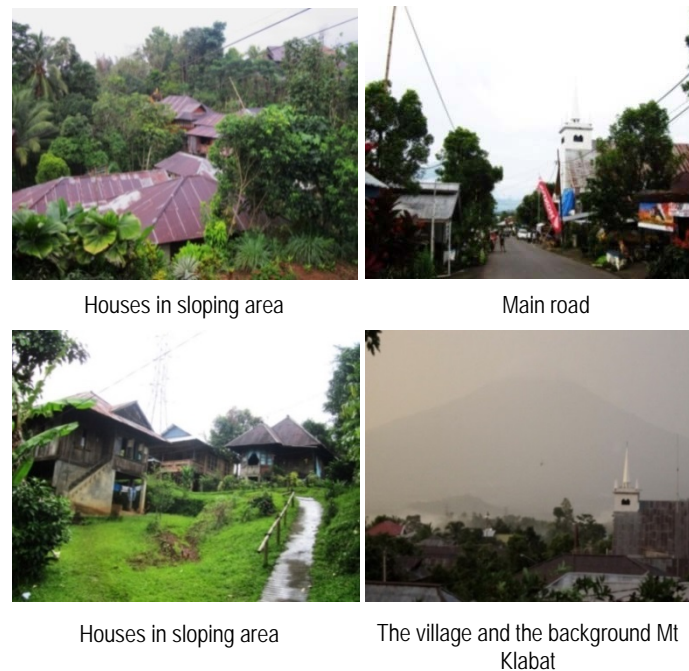 Houses in sloping area
Main road
Houses in sloping area
The village and the background Mt
Klabat